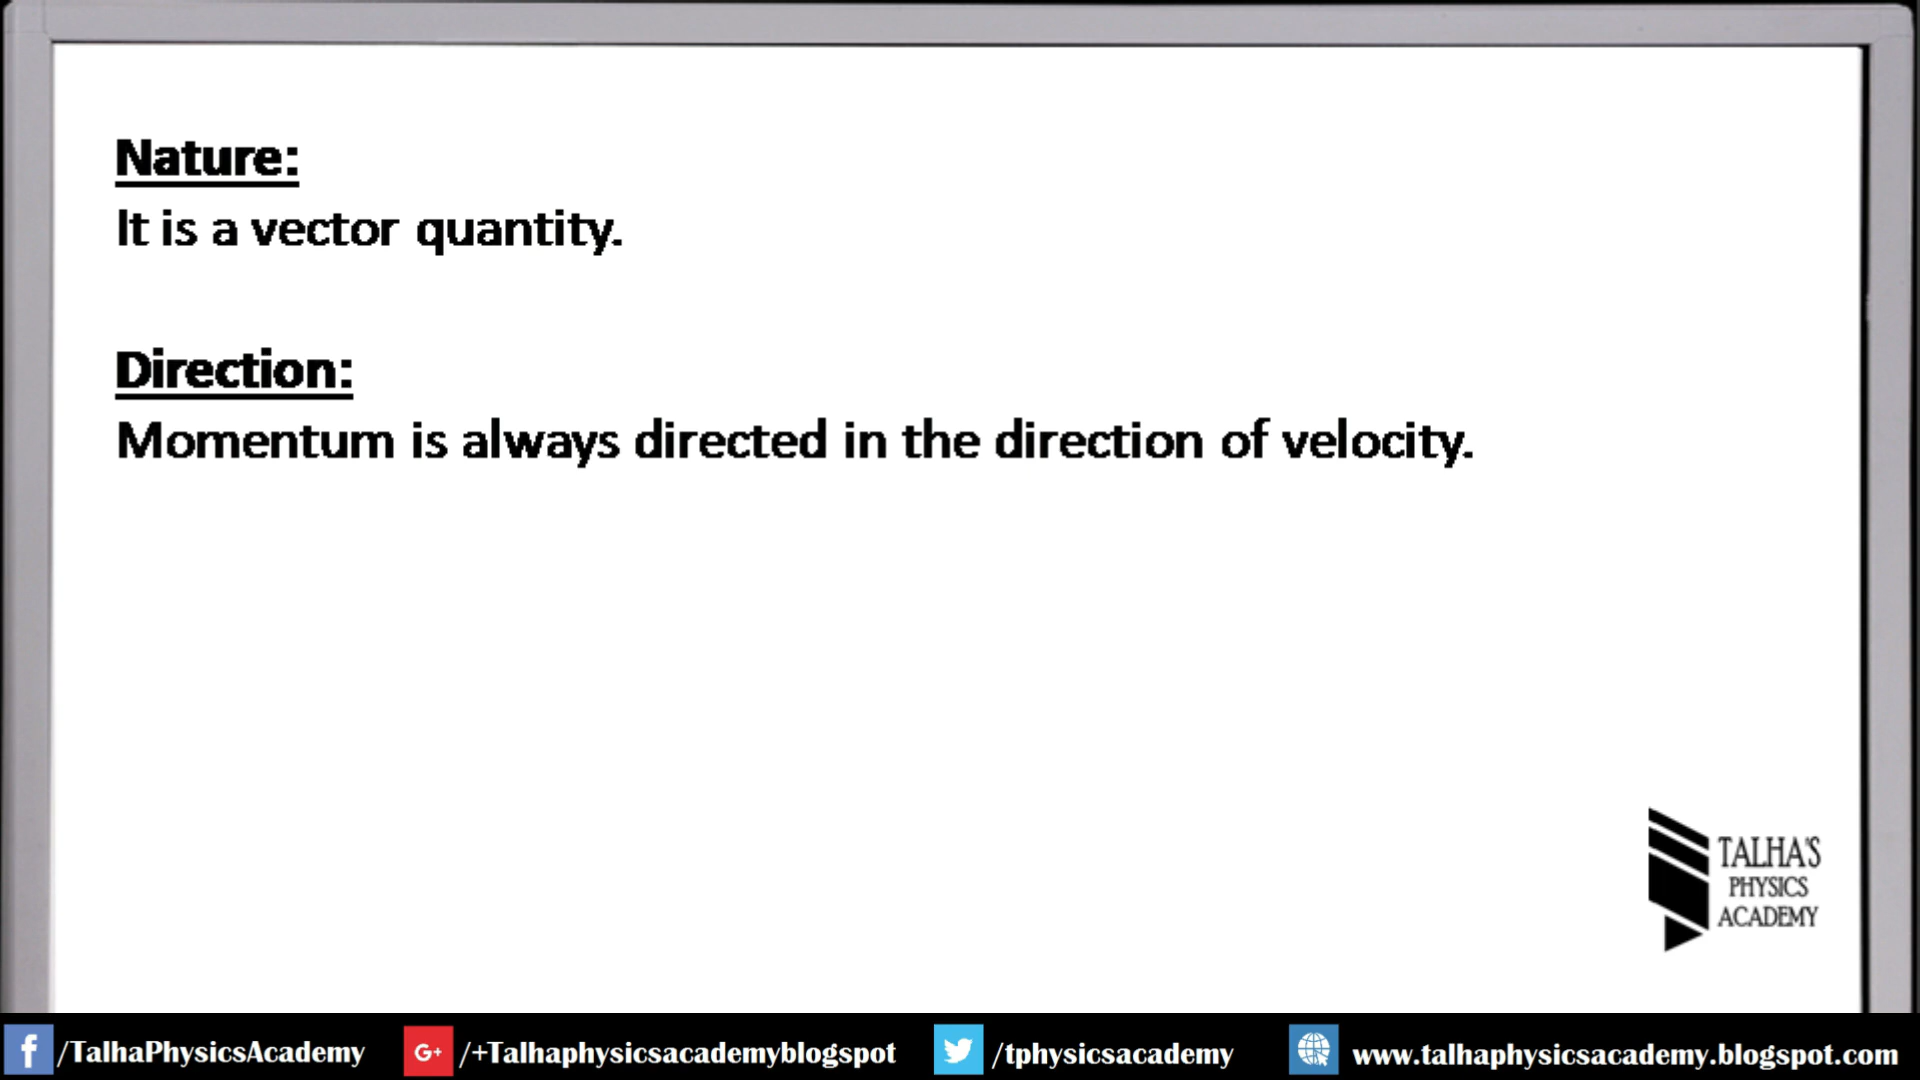 Nature:
It is a vector quantity.
Direction:
Momentum is always directed in the direction of velocity.
TALHA'S
PHYSICS
ACADEMY
f /TalhaPhysicsAcademy G+ /+Talhaphysicsacademyblogspot /tphysicsacademy www.talhaphysicsacademy.blogspot.com